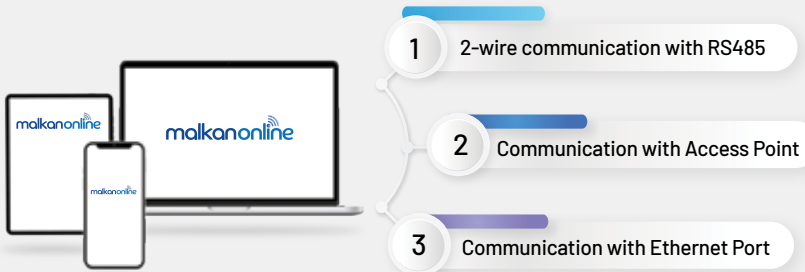 malkanonline
malkanonline
malkanonline
1
2-wire communication with RS485
2
Communication with Access Point
3
Communication with Ethernet Port